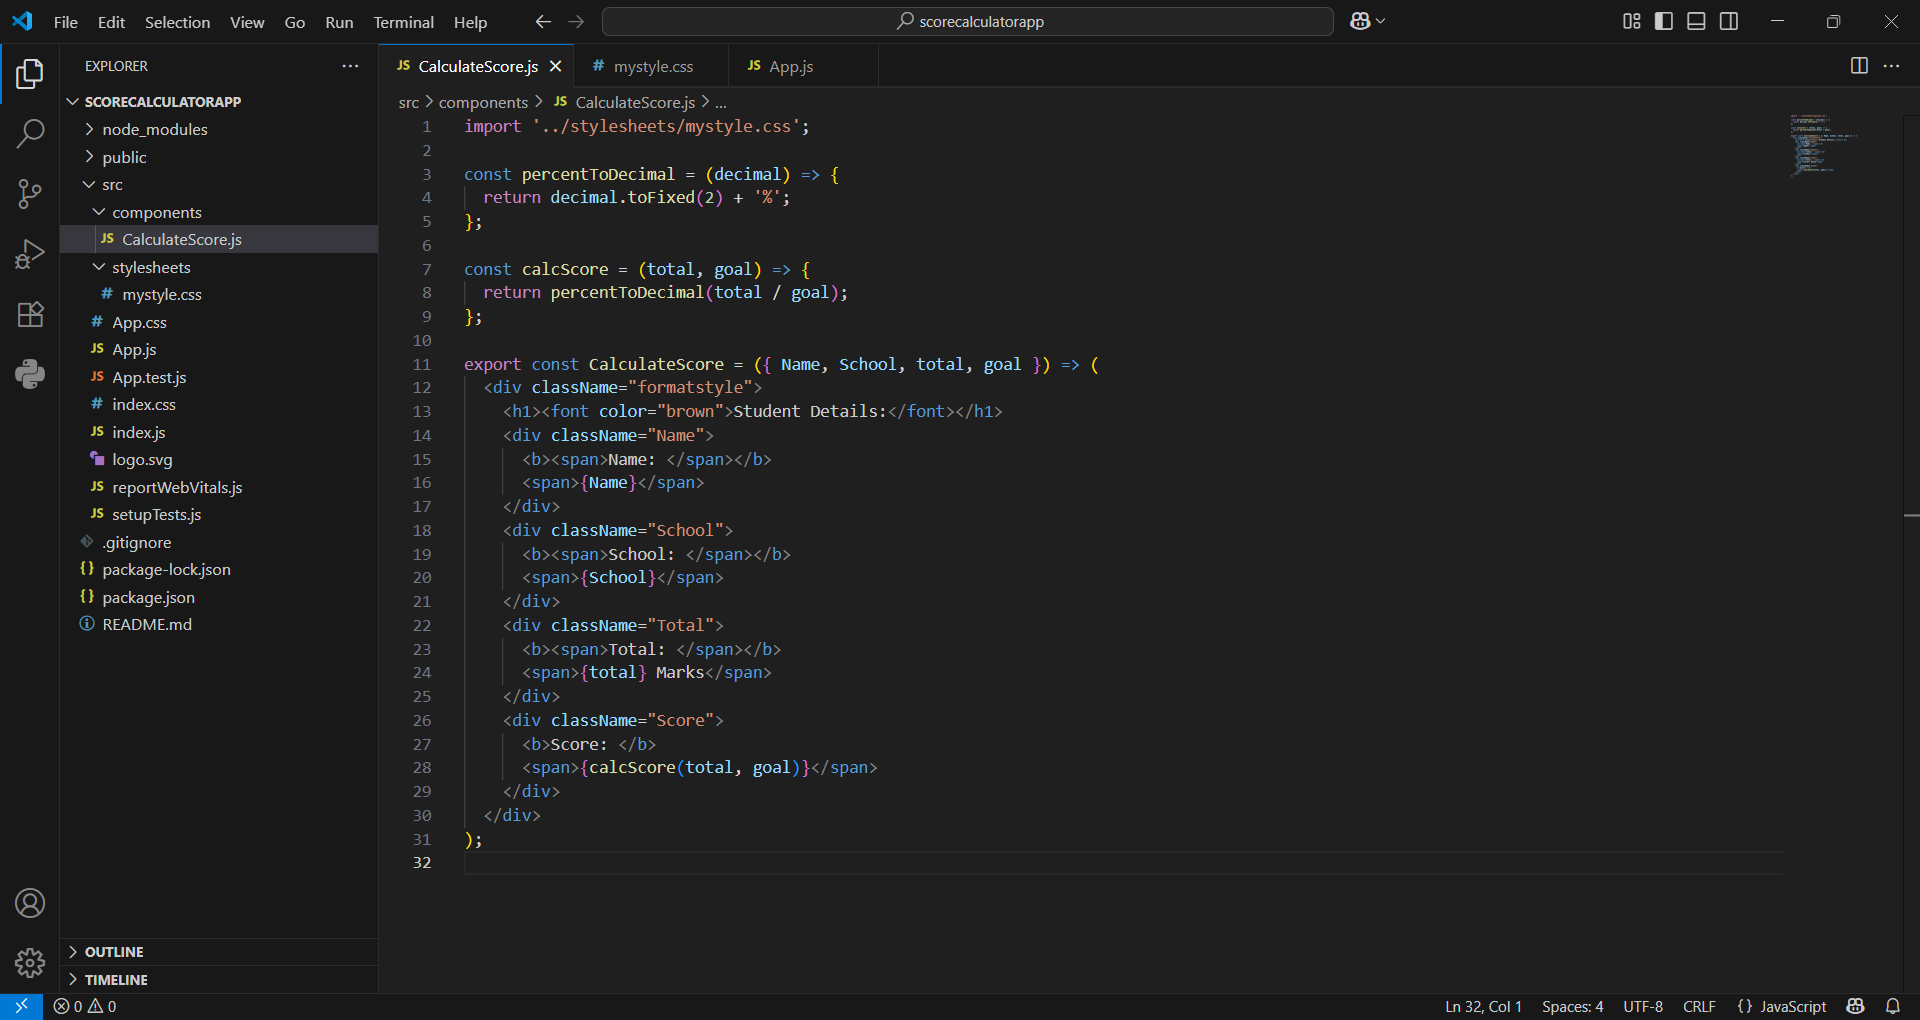 File Edit Selection View Go Run Terminal Help
scorecalculatorapp
EXPLORER
SCORECALCULATORAPP
node_modules
public
src
components
JS CalculateScore.js
stylesheets
# mystyle.css
# App.css
JS App.js
JS App.test.js
# index.css
JS index.js
logo.svg
JS reportWebVitals.js
JS setupTests.js
.gitignore
{} package-lock.json
{} package.json
README.md
OUTLINE
TIMELINE
JS CalculateScore.js
# mystyle.css
JS App.js
src > components > JS CalculateScore.js > ...
1 import '../stylesheets/mystyle.css';
2
3 const percentToDecimal = (decimal) => {
4 return decimal.toFixed(2) + '%';
5 };
6
7 const calcScore = (total, goal) => {
8 return percentToDecimal(total / goal);
9 };
10
11 export const CalculateScore = ({ Name, School, total, goal }) => (
12 <div className="formatstyle">
13 <h1><font color="brown">Student Details:</font></h1>
14 <div className="Name">
15 <b><span>Name: </span></b>
16 <span>{Name}</span>
17 </div>
18 <div className="School">
19 <b><span>School: </span></b>
20 <span>{School}</span>
21 </div>
22 <div className="Total">
23 <b><span>Total: </span></b>
24 <span>{total} Marks</span>
25 </div>
26 <div className="Score">
27 <b>Score: </b>
28 <span>{calcScore(total, goal)}</span>
29 </div>
30 </div>
31 );
32
0 0
Ln 32, Col 1 Spaces: 4 UTF-8 CRLF {} JavaScript